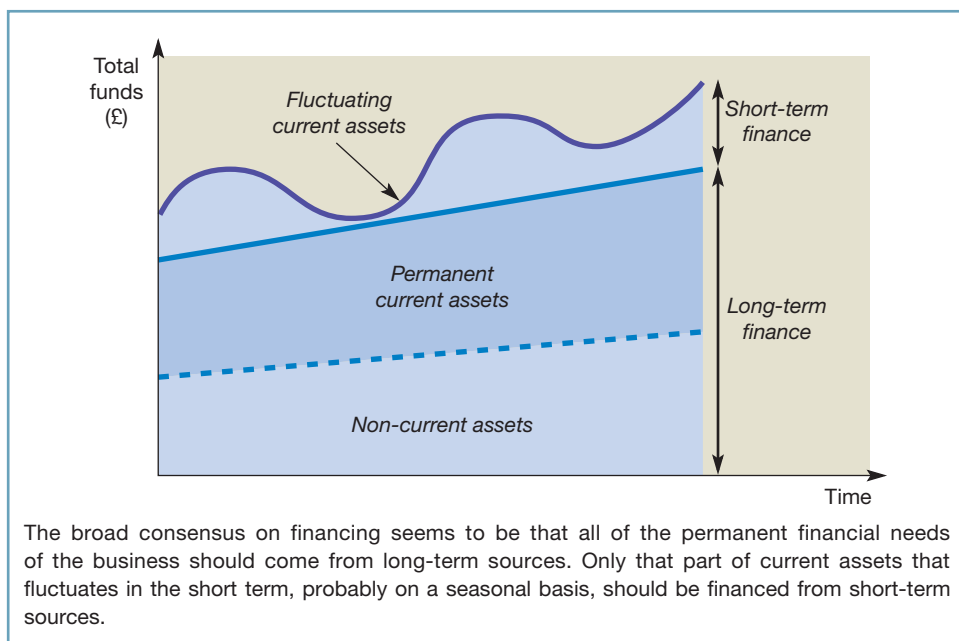 Total
funds
(£)
Fluctuating
current assets
Short-term
finance
Permanent
current assets
Long-term
finance
Non-current assets
Time
The broad consensus on financing seems to be that all of the permanent financial needs
of the business should come from long-term sources. Only that part of current assets that
fluctuates in the short term, probably on a seasonal basis, should be financed from short-term
sources.